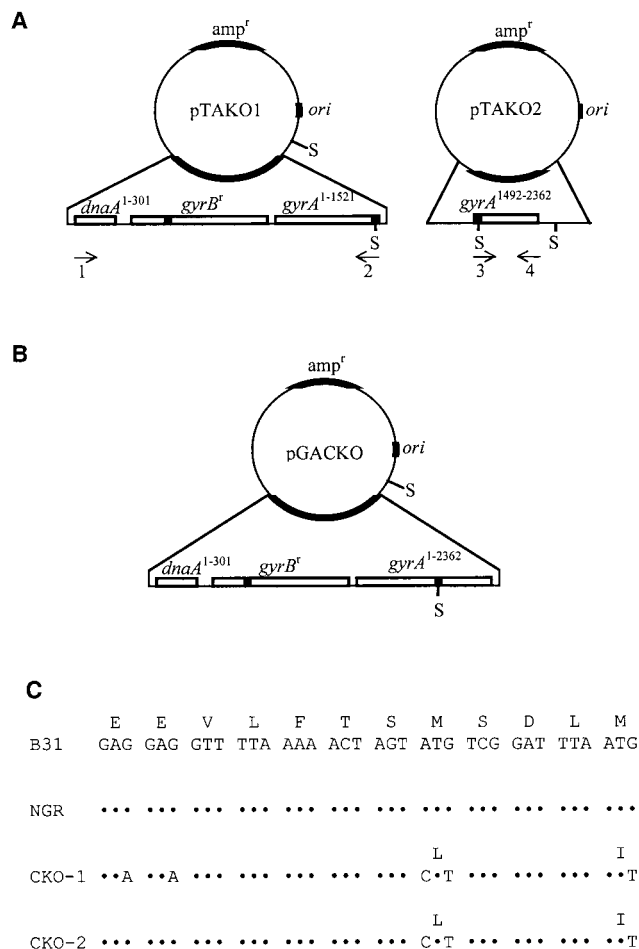 A
amp^r
amp^r
pTAKO1
ori
S
pTAKO2
ori
dnaA^1-301
gyrB^r
gyrA^1-1521
S
gyrA^1492-2362
S
S
1
2
3
4
B
amp^r
pGACKO
ori
S
dnaA^1-301
gyrB^r
gyrA^1-2362
S
C
E E V L F T S M S D L M
B31 GAG GAG GTT TTA AAA ACT AGT ATG TCG GAT TTA ATG
NGR ••• ••• ••• ••• ••• ••• ••• ••• ••• ••• ••• •••
L I
CKO-1 ••A ••A ••• ••• ••• ••• ••• C•T ••• ••• ••• ••T
L I
CKO-2 ••• ••• ••• ••• ••• ••• ••• C•T ••• ••• ••• ••T